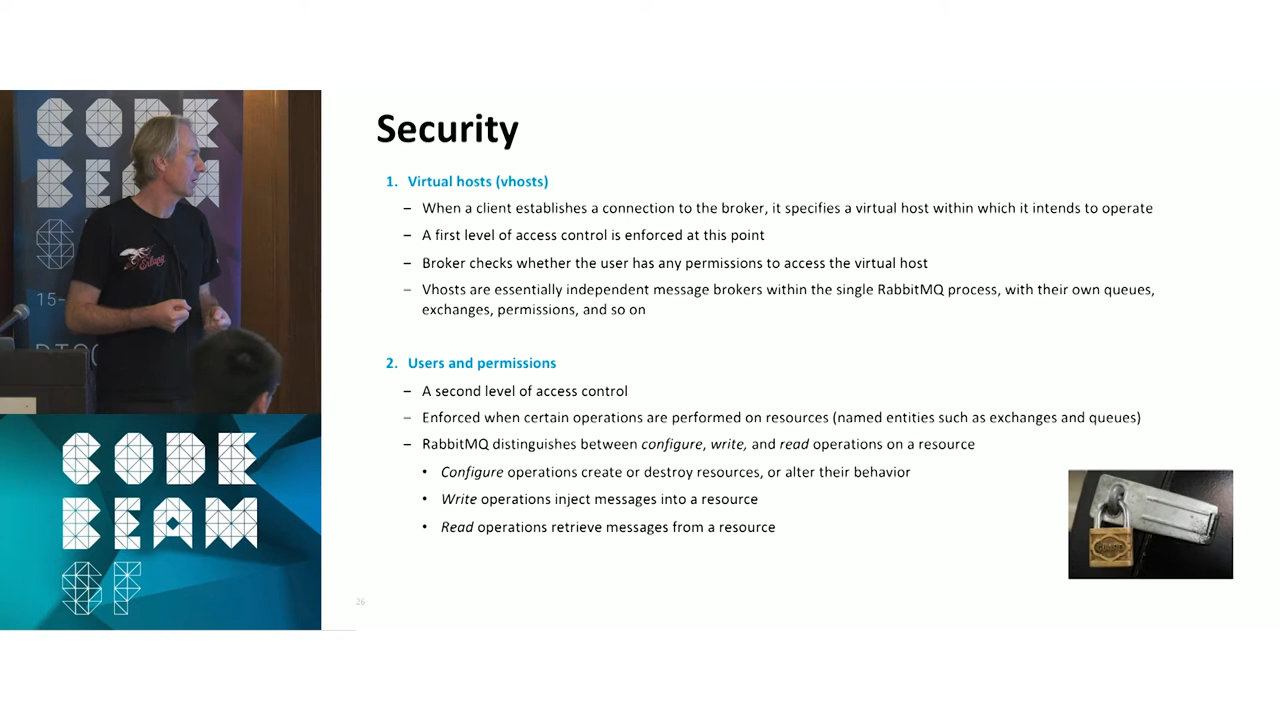 CODE
BEAM
SF
15-
Erlang
Security
1. Virtual hosts (vhosts)
– When a client establishes a connection to the broker, it specifies a virtual host within which it intends to operate
– A first level of access control is enforced at this point
– Broker checks whether the user has any permissions to access the virtual host
– Vhosts are essentially independent message brokers within the single RabbitMQ process, with their own queues,
exchanges, permissions, and so on
2. Users and permissions
– A second level of access control
– Enforced when certain operations are performed on resources (named entities such as exchanges and queues)
– RabbitMQ distinguishes between configure, write, and read operations on a resource
• Configure operations create or destroy resources, or alter their behavior
• Write operations inject messages into a resource
• Read operations retrieve messages from a resource
26
CODE
BEAM
SF